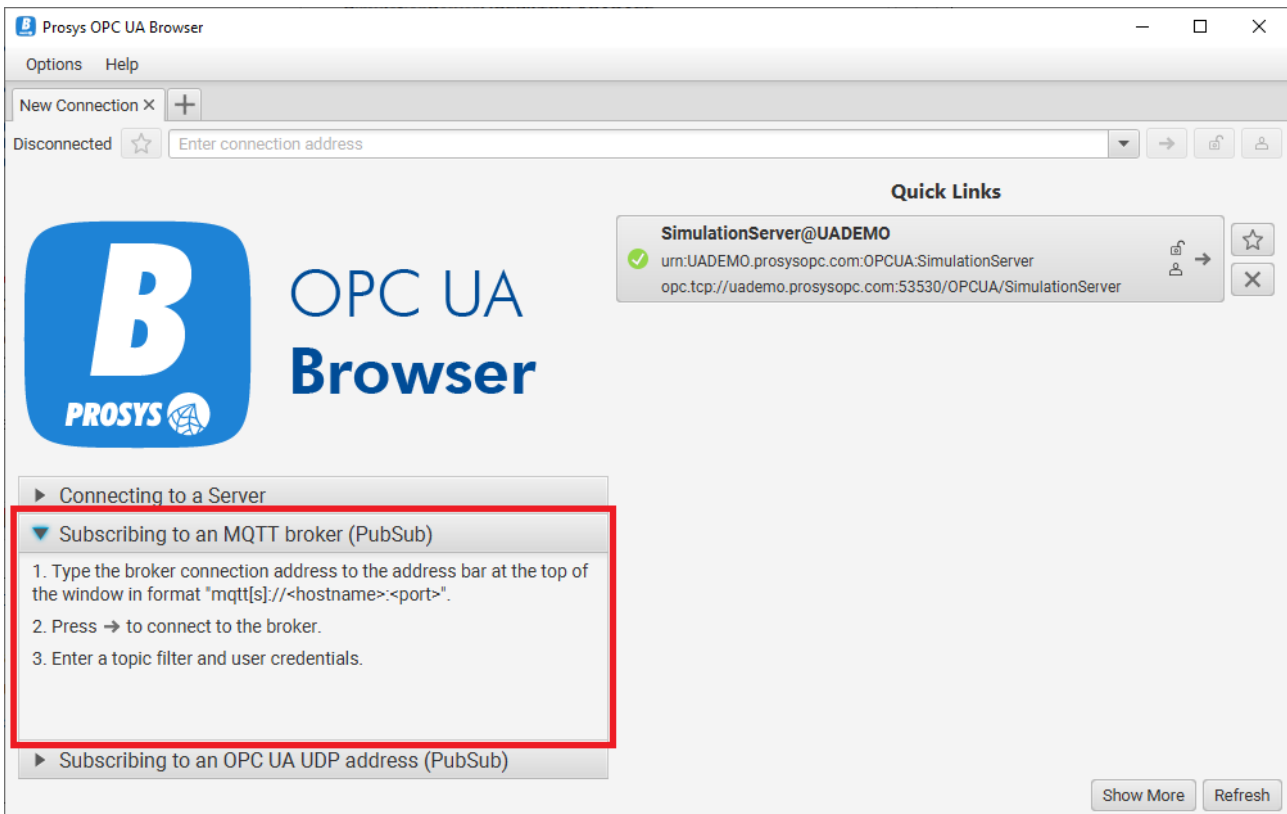 Prosys OPC UA Browser
Options Help
New Connection
Disconnected Enter connection address
B
PROSYS
OPC UA
Browser
Quick Links
SimulationServer@UADEMO
urn:UADEMO.prosysopc.com:OPCUA:SimulationServer
opc.tcp://uademo.prosysopc.com:53530/OPCUA/SimulationServer
Connecting to a Server
Subscribing to an MQTT broker (PubSub)
1. Type the broker connection address to the address bar at the top of
the window in format "mqtt[s]://<hostname>:<port>".
2. Press → to connect to the broker.
3. Enter a topic filter and user credentials.
Subscribing to an OPC UA UDP address (PubSub)
Show More Refresh